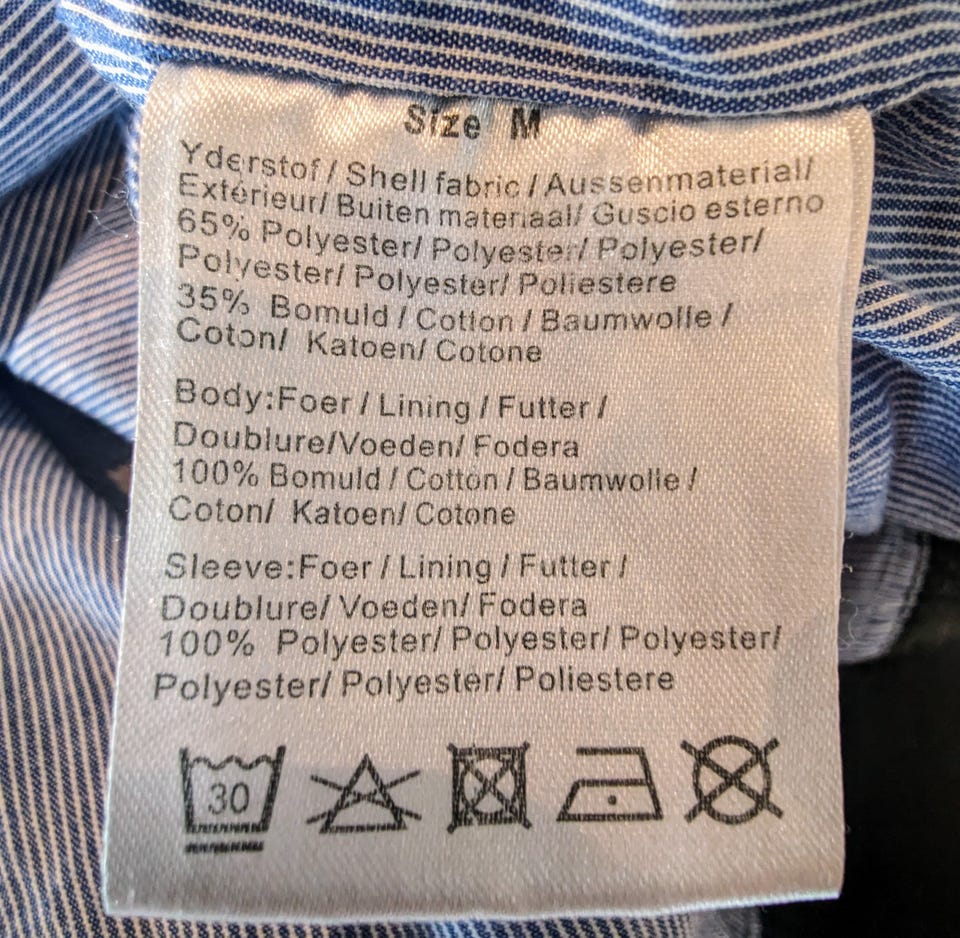 Size M
Yderstof / Shell fabric / Aussenmaterial/
Extérieur/ Buiten materiaal/ Guscio esterno
65% Polyester/ Polyester/ Polyester/
Polyester/ Polyester/ Poliestere
35% Bomuld / Cotton / Baumwolle /
Coton/ Katoen/ Cotone
Body:Foer / Lining / Futter /
Doublure/Voeden/ Fodera
100% Bomuld / Cotton / Baumwolle /
Coton/ Katoen/ Cotone
Sleeve:Foer / Lining / Futter /
Doublure/ Voeden/ Fodera
100% Polyester/ Polyester/ Polyester/
Polyester/ Polyester/ Poliestere
30